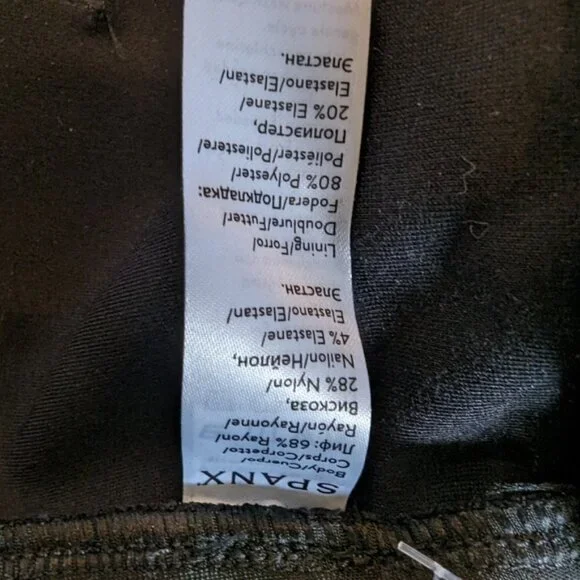 SPANX
Body/Cuerpo/
Corps/Corpetto/
Лиф: 68% Rayon/
Rayón/Rayonne/
Вискоза,
28% Nylon/
Nailon/Нейлон,
4% Elastane/
Elastano/Elastan/
Эластан.
Lining/Forro/
Doublure/Futter/
Fodera/Подкладка:
80% Polyester/
Poliéster/Poliestere/
Полиэстер,
20% Elastane/
Elastano/Elastan/
Эластан.